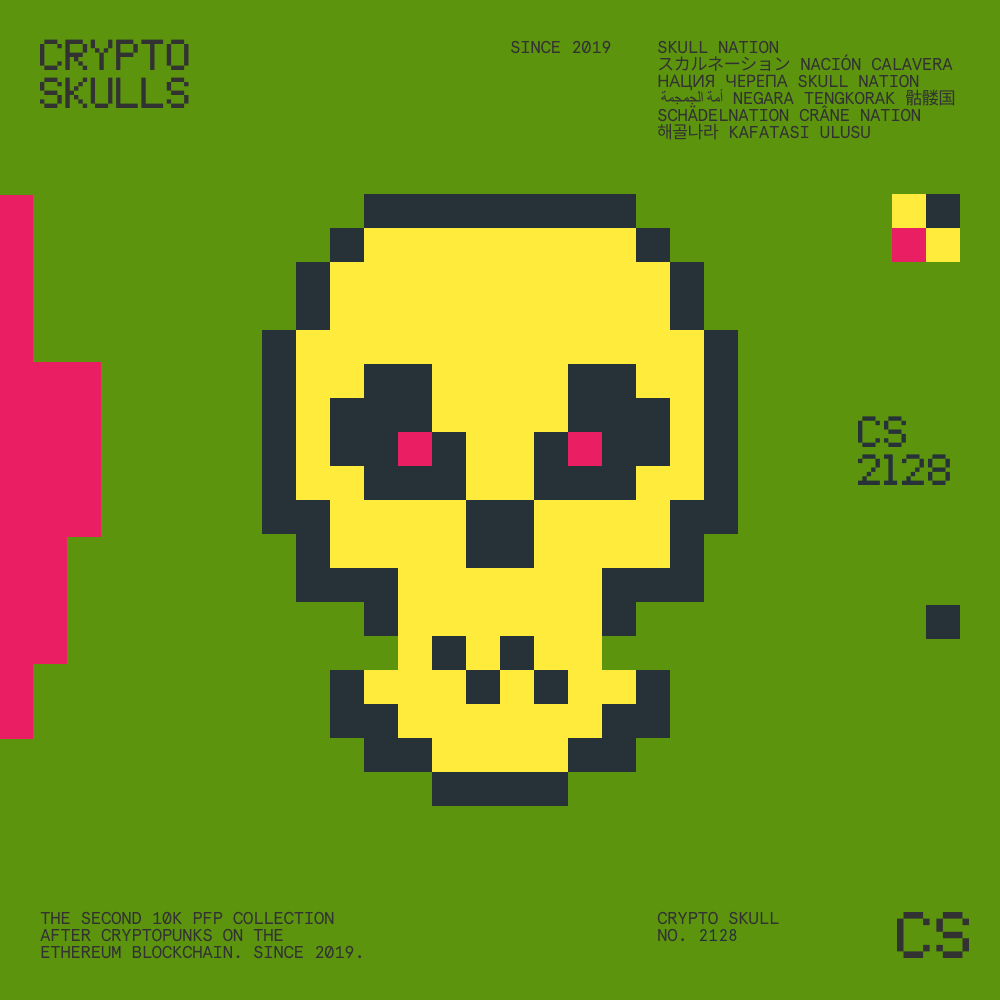 CRYPTO
SKULLS
SINCE 2019
SKULL NATION
スカルネーション NACIÓN CALAVERA
НАЦИЯ ЧЕРЕПА SKULL NATION
أمة الجمجمة NEGARA TENGKORAK 骷髅国
SCHÄDELNATION CRÂNE NATION
해골나라 KAFATASI ULUSU
CS
2128
THE SECOND 10K PFP COLLECTION
AFTER CRYPTOPUNKS ON THE
ETHEREUM BLOCKCHAIN. SINCE 2019.
CRYPTO SKULL
NO. 2128
CS